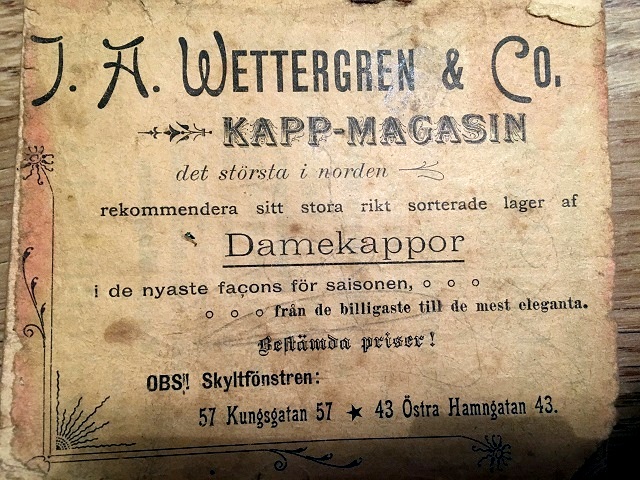 J. A. WETTERGREN & CO.
KAPP-MAGASIN
det största i norden
rekommendera sitt stora rikt sorterade lager af
Damekappor
i de nyaste façons för saisonen,
från de billigaste till de mest eleganta.
Bestämda priser!
OBS!! Skyltfönstren:
57 Kungsgatan 57 ★ 43 Östra Hamngatan 43.